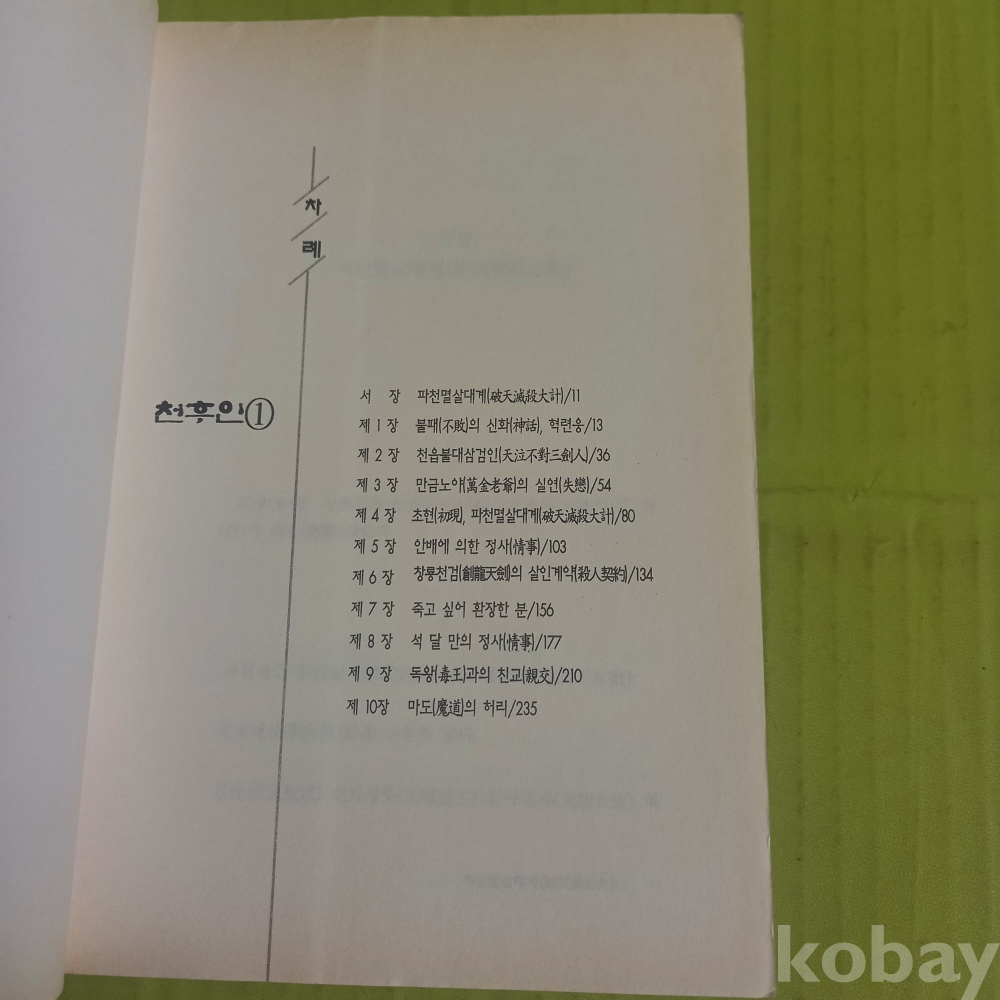 차례
천후인①
서 장 파천멸살대계(破天滅殺大計)/11
제 1 장 불패(不敗)의 신화(神話), 혁련웅/13
제 2 장 천읍불대삼검인(天泣不對三劍人)/36
제 3 장 만금노야(萬金老爺)의 실연(失戀)/54
제 4 장 초현(初現), 파천멸살대계(破天滅殺大計)/80
제 5 장 안배에 의한 정사(情事)/103
제 6 장 창룡천검(創龍天劍)의 살인계약(殺人契約)/134
제 7 장 죽고 싶어 환장한 분/156
제 8 장 석 달 만의 정사(情事)/177
제 9 장 독왕(毒王)과의 친교(親交)/210
제 10장 마도(魔道)의 허리/235
kobay